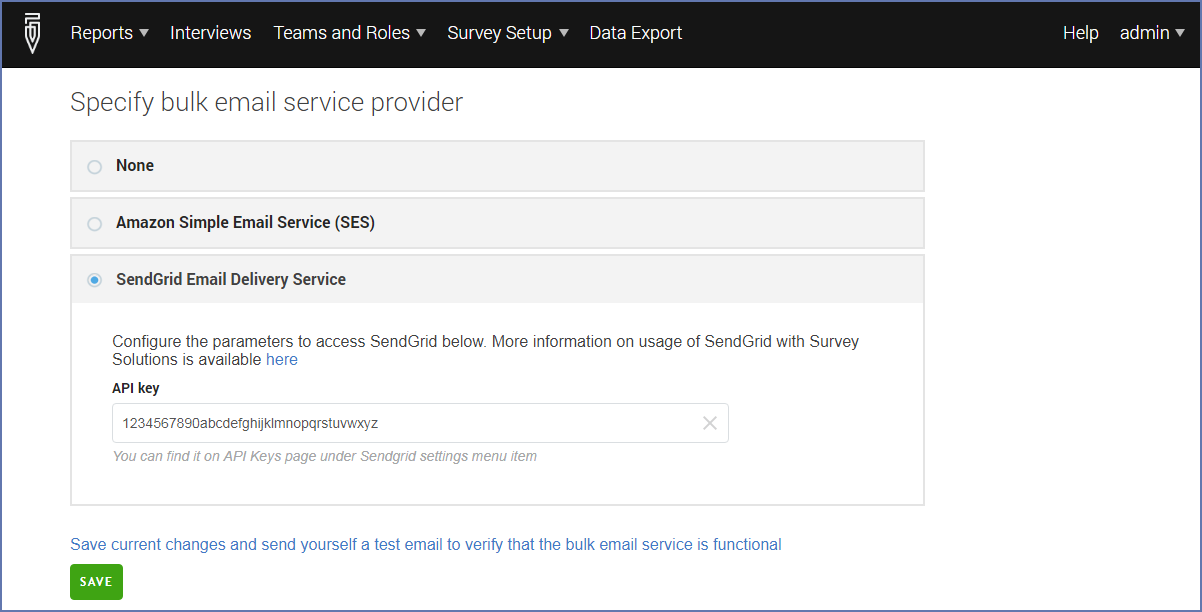 Reports Interviews Teams and Roles Survey Setup Data Export Help admin
Specify bulk email service provider
None
Amazon Simple Email Service (SES)
SendGrid Email Delivery Service
Configure the parameters to access SendGrid below. More information on usage of SendGrid with Survey
Solutions is available here
API key
1234567890abcdefghijklmnopqrstuvwxyz
You can find it on API Keys page under Sendgrid settings menu item
Save current changes and send yourself a test email to verify that the bulk email service is functional
SAVE